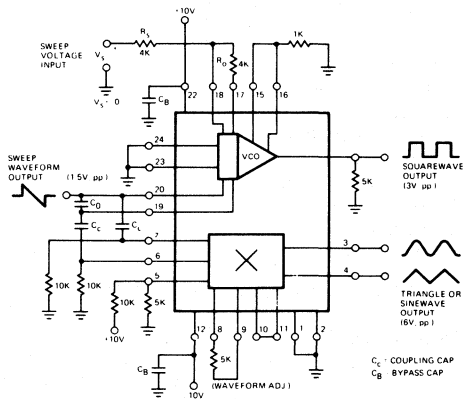 +10V
SWEEP
VOLTAGE
INPUT
VS
RS
4K
RD
4K
1K
VS · 0
CB
22
18
17
15
16
24
23
VCO
SWEEP
WAVEFORM
OUTPUT
(1 5V pp)
20
CO
19
CC
CL
7
6
5
X
10K
10K
10K
5K
+10V
5K
SQUAREWAVE
OUTPUT
(3V pp)
3
4
TRIANGLE OR
SINEWAVE
OUTPUT
(6V, pp)
12
8
9
10
11
1
2
CB
5K
(WAVEFORM ADJ)
10V
CC · COUPLING CAP
CB BYPASS CAP